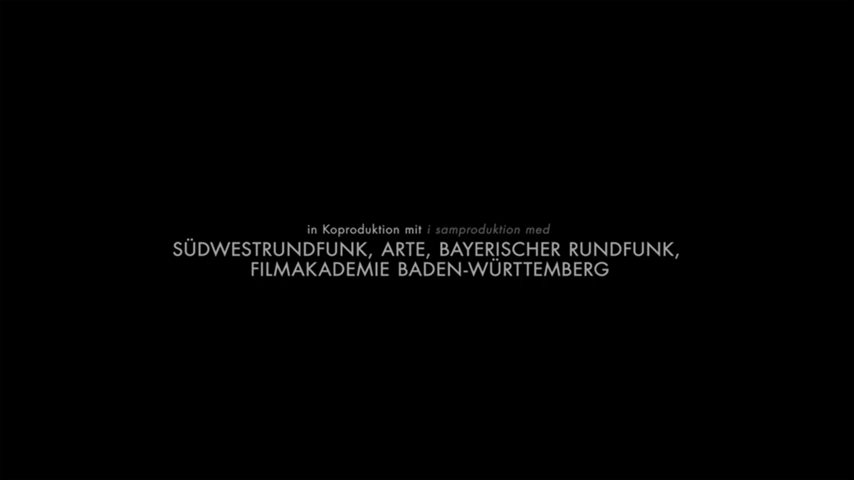 in Koproduktion mit i samproduktion med
SÜDWESTRUNDFUNK, ARTE, BAYERISCHER RUNDFUNK,
FILMAKADEMIE BADEN-WÜRTTEMBERG